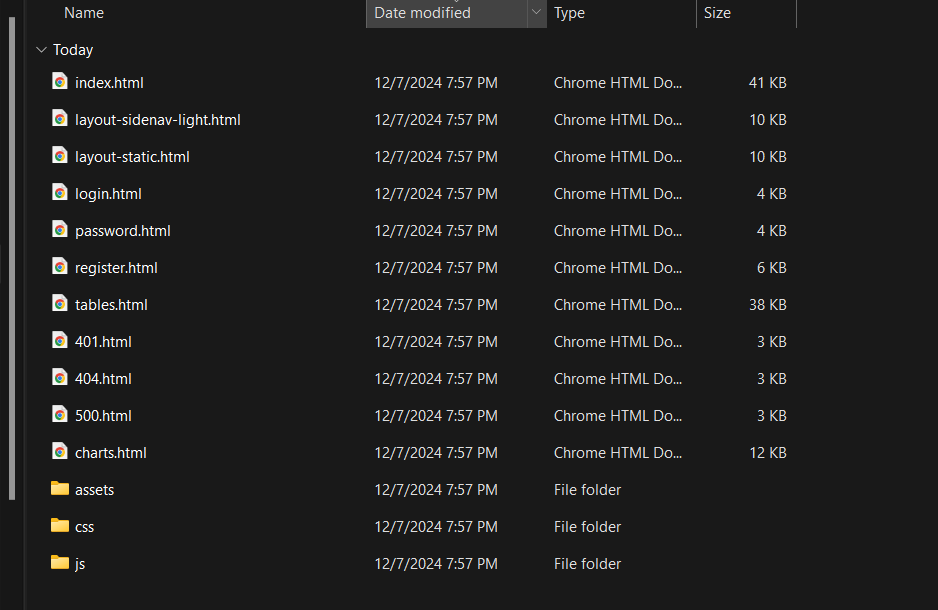 Name Date modified Type Size
Today
index.html 12/7/2024 7:57 PM Chrome HTML Do... 41 KB
layout-sidenav-light.html 12/7/2024 7:57 PM Chrome HTML Do... 10 KB
layout-static.html 12/7/2024 7:57 PM Chrome HTML Do... 10 KB
login.html 12/7/2024 7:57 PM Chrome HTML Do... 4 KB
password.html 12/7/2024 7:57 PM Chrome HTML Do... 4 KB
register.html 12/7/2024 7:57 PM Chrome HTML Do... 6 KB
tables.html 12/7/2024 7:57 PM Chrome HTML Do... 38 KB
401.html 12/7/2024 7:57 PM Chrome HTML Do... 3 KB
404.html 12/7/2024 7:57 PM Chrome HTML Do... 3 KB
500.html 12/7/2024 7:57 PM Chrome HTML Do... 3 KB
charts.html 12/7/2024 7:57 PM Chrome HTML Do... 12 KB
assets 12/7/2024 7:57 PM File folder
css 12/7/2024 7:57 PM File folder
js 12/7/2024 7:57 PM File folder